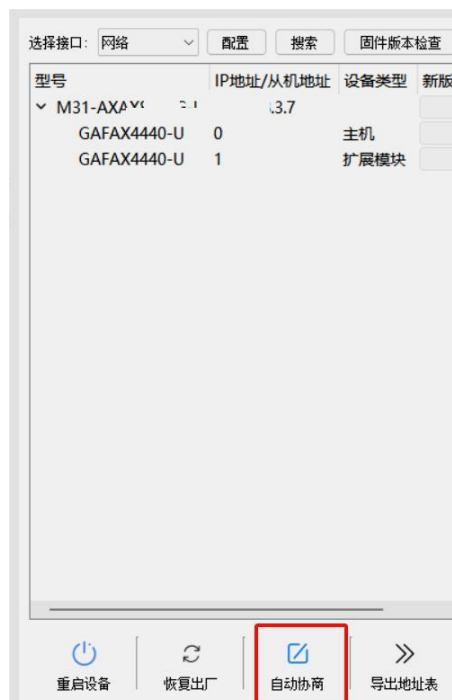 选择接口: 网络 配置 搜索 固件版本检查
型号 IP地址/从机地址 设备类型 新版
.3.7
GAFAX4440-U 0 主机
GAFAX4440-U 1 扩展模块
重启设备 恢复出厂 自动协商 导出地址表